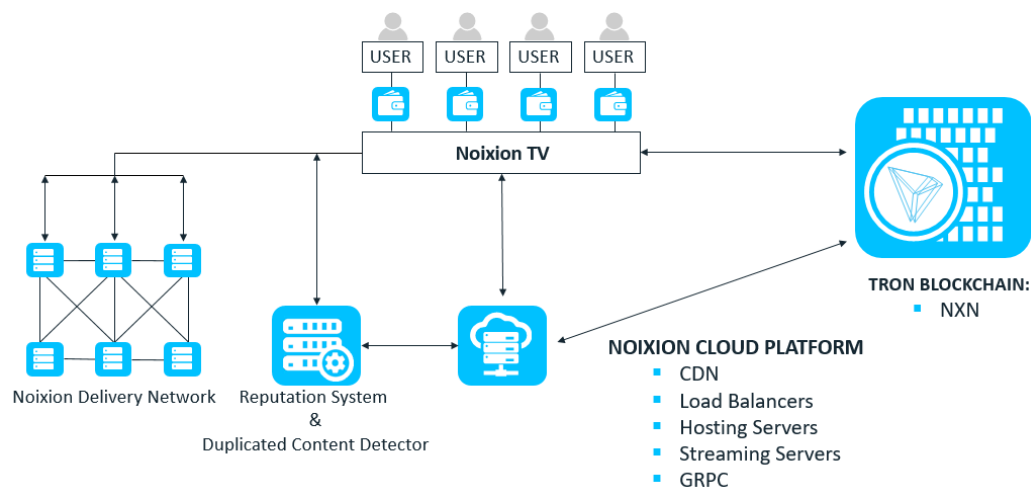 USER
USER
USER
USER
Noixion TV
TRON BLOCKCHAIN:
NXN
NOIXION CLOUD PLATFORM
CDN
Load Balancers
Hosting Servers
Streaming Servers
GRPC
Noixion Delivery Network
Reputation System
&
Duplicated Content Detector